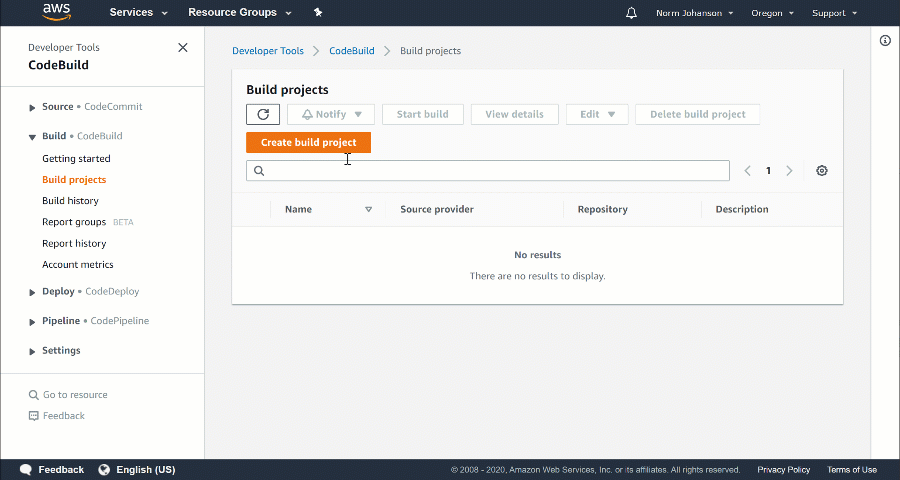 aws Services Resource Groups Norm Johanson Oregon Support
Developer Tools
CodeBuild
Source • CodeCommit
Build • CodeBuild
Getting started
Build projects
Build history
Report groups BETA
Report history
Account metrics
Deploy • CodeDeploy
Pipeline • CodePipeline
Settings
Go to resource
Feedback
Developer Tools CodeBuild Build projects
Build projects
Notify Start build View details Edit Delete build project
Create build project
1
Name Source provider Repository Description
No results
There are no results to display.
Feedback English (US) © 2008 - 2020, Amazon Web Services, Inc. or its affiliates. All rights reserved. Privacy Policy Terms of Use